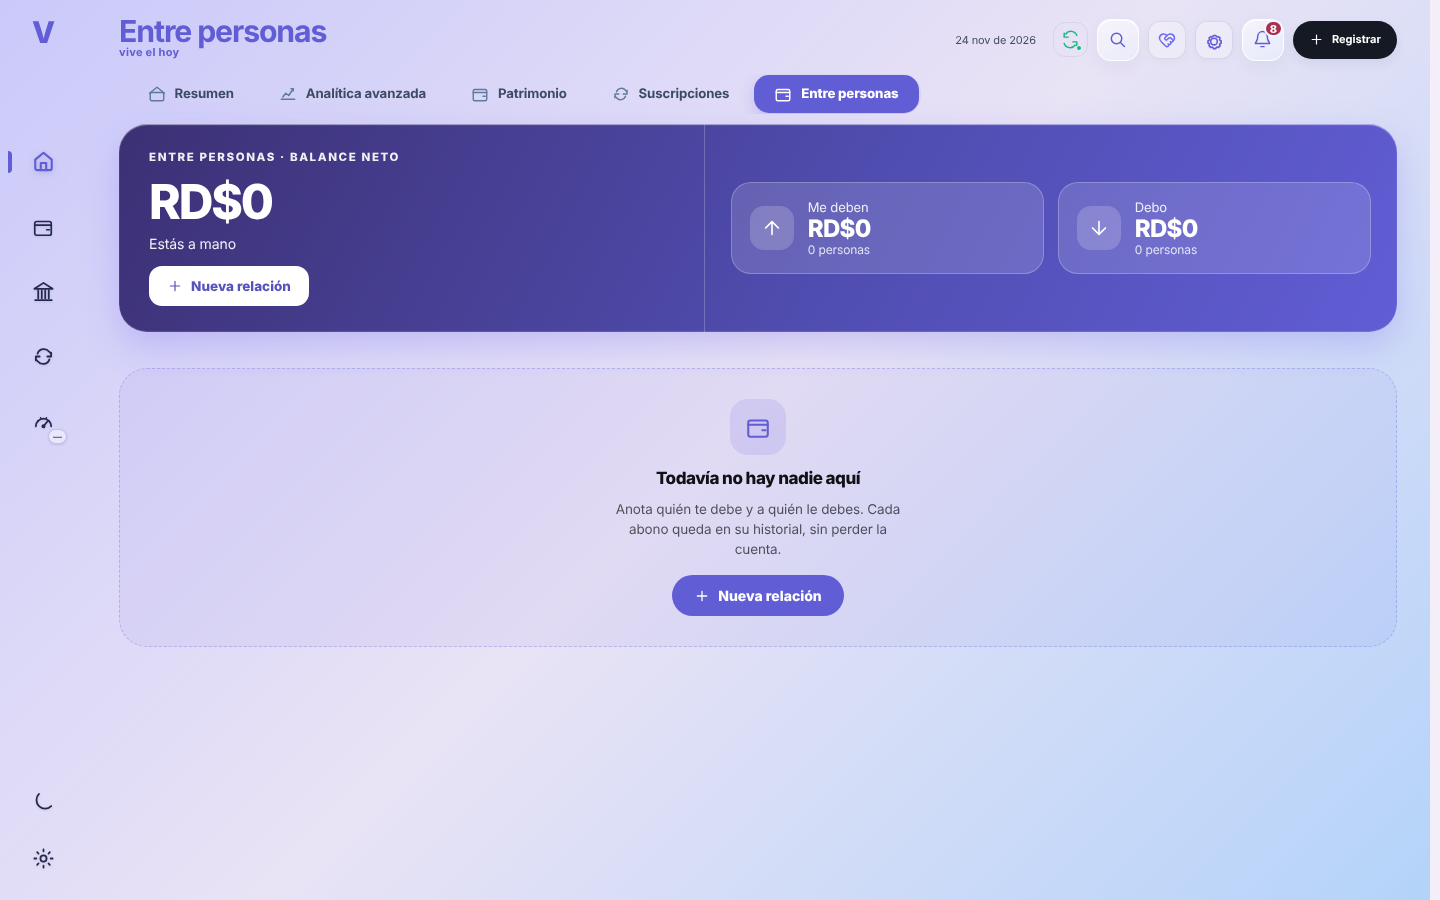 V
Entre personas
vive el hoy
24 nov de 2026
8
Registrar
Resumen
Analítica avanzada
Patrimonio
Suscripciones
Entre personas
ENTRE PERSONAS · BALANCE NETO
RD$0
Estás a mano
Nueva relación
Me deben
RD$0
0 personas
Debo
RD$0
0 personas
Todavía no hay nadie aquí
Anota quién te debe y a quién le debes. Cada
abono queda en su historial, sin perder la
cuenta.
Nueva relación